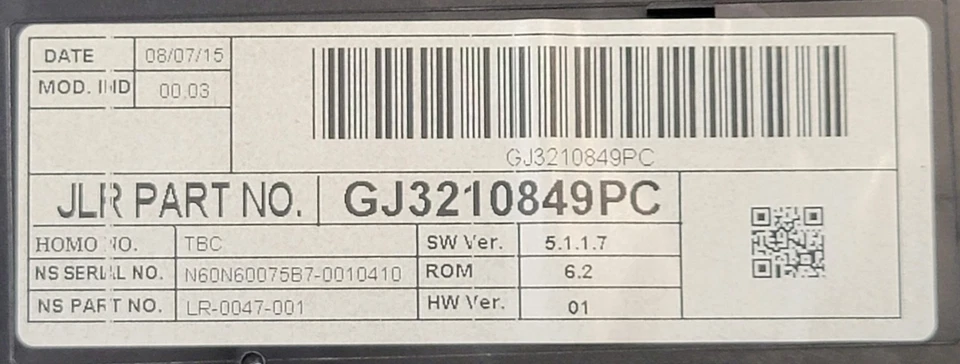 DATE 08/07/15
MOD. IND 00.03
GJ3210849PC
JLR PART NO. GJ3210849PC
HOMO NO. TBC SW Ver. 5.1.1.7
NS SERIAL NO. N60N60075B7-0010410 ROM 6.2
NS PART NO. LR-0047-001 HW Ver. 01